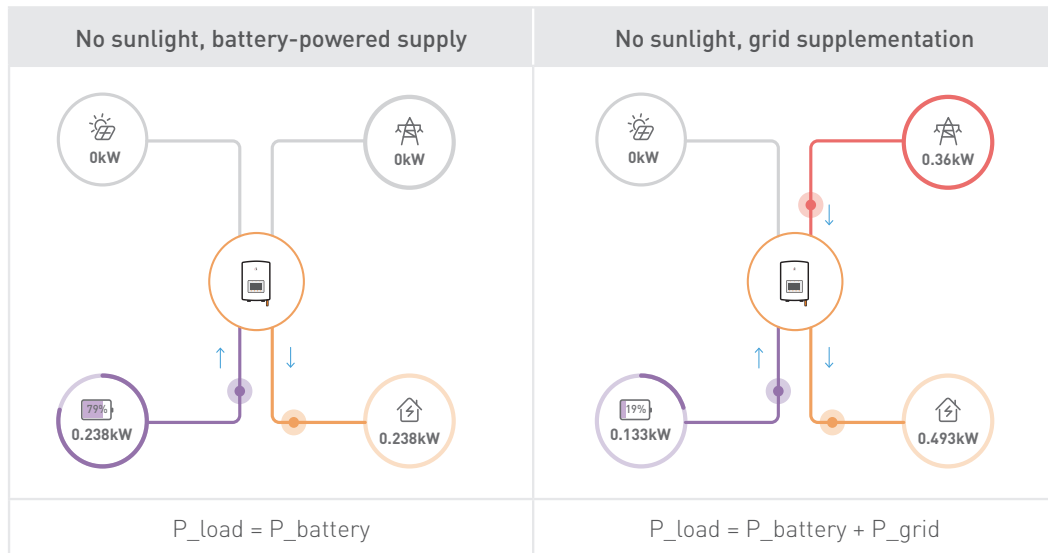 No sunlight, battery-powered supply
0kW
0kW
79%
0.238kW
0.238kW
P_load = P_battery
No sunlight, grid supplementation
0kW
0.36kW
19%
0.133kW
0.493kW
P_load = P_battery + P_grid